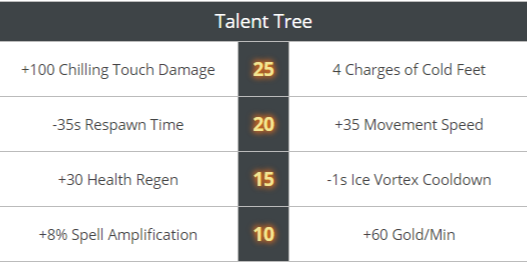 Talent Tree
+100 Chilling Touch Damage 25 4 Charges of Cold Feet
-35s Respawn Time 20 +35 Movement Speed
+30 Health Regen 15 -1s Ice Vortex Cooldown
+8% Spell Amplification 10 +60 Gold/Min